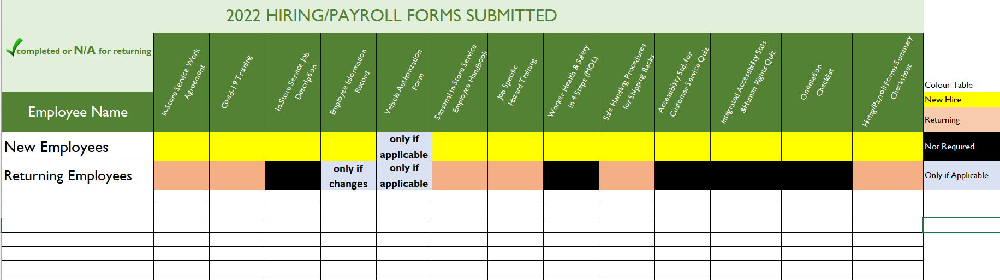 2022 HIRING/PAYROLL FORMS SUBMITTED
completed or N/A for returning
Employee Name
In-Store Service Work
Agreement
Covid-19 Training
In-Store Service Job
Description
Employee Information
Record
Vehicle Authorization
Form
Seasonal In-Store Service
Employee Handbook
Job Specific
Hazard Training
Worker Health & Safety
in 4 Steps (MOL)
Safe Handling Procedures
for Shipping Racks
Accessibility Std. for
Customer Service Quiz
Integrated Accessibility Stds
&Human Rights Quiz
Orientation
Checklist
Hiring/Payroll Forms Summary
Checksheet
Colour Table
New Hire
Returning
New Employees
only if
applicable
Not Required
Returning Employees
only if
changes
only if
applicable
Only if Applicable